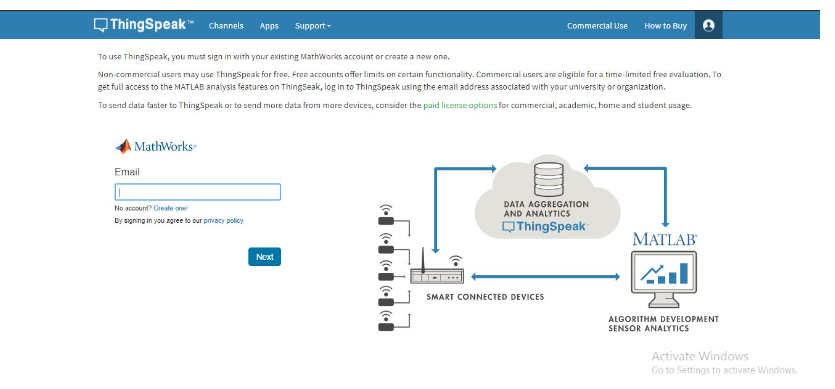 ThingSpeak™ Channels Apps Support Commercial Use How to Buy
To use ThingSpeak, you must sign in with your existing MathWorks account or create a new one.
Non-commercial users may use ThingSpeak for free. Free accounts offer limits on certain functionality. Commercial users are eligible for a time-limited free evaluation. To
get full access to the MATLAB analysis features on ThingSeak, log in to ThingSpeak using the email address associated with your university or organization.
To send data faster to ThingSpeak or to send more data from more devices, consider the paid license options for commercial, academic, home and student usage.
MathWorks®
Email
No account? Create one!
By signing in you agree to our privacy policy.
Next
DATA AGGREGATION
AND ANALYTICS
ThingSpeak
MATLAB®
SMART CONNECTED DEVICES
ALGORITHM DEVELOPMENT
SENSOR ANALYTICS
Activate Windows
Go to Settings to activate Windows.